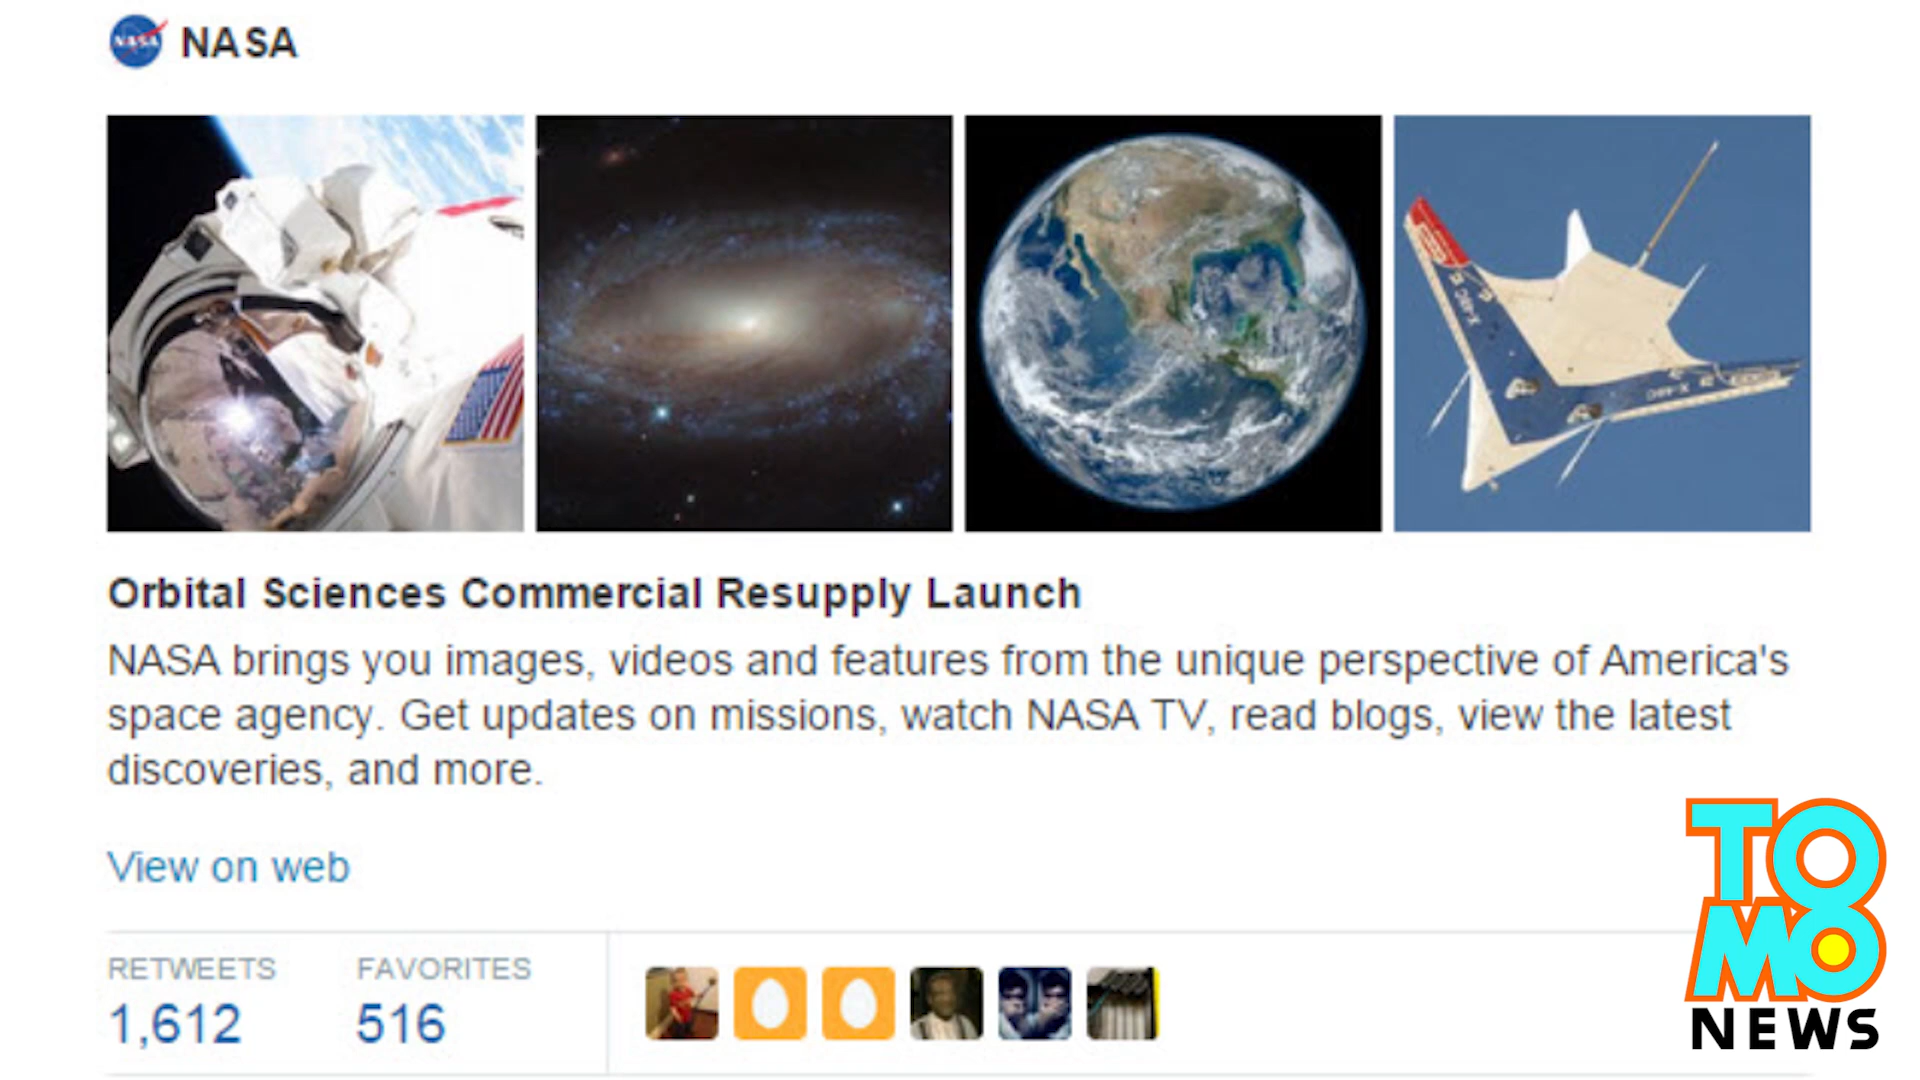 NASA
NASA
Orbital Sciences Commercial Resupply Launch
NASA brings you images, videos and features from the unique perspective of America's
space agency. Get updates on missions, watch NASA TV, read blogs, view the latest
discoveries, and more.
View on web
RETWEETS
FAVORITES
1,612
516
TOMO
NEWS